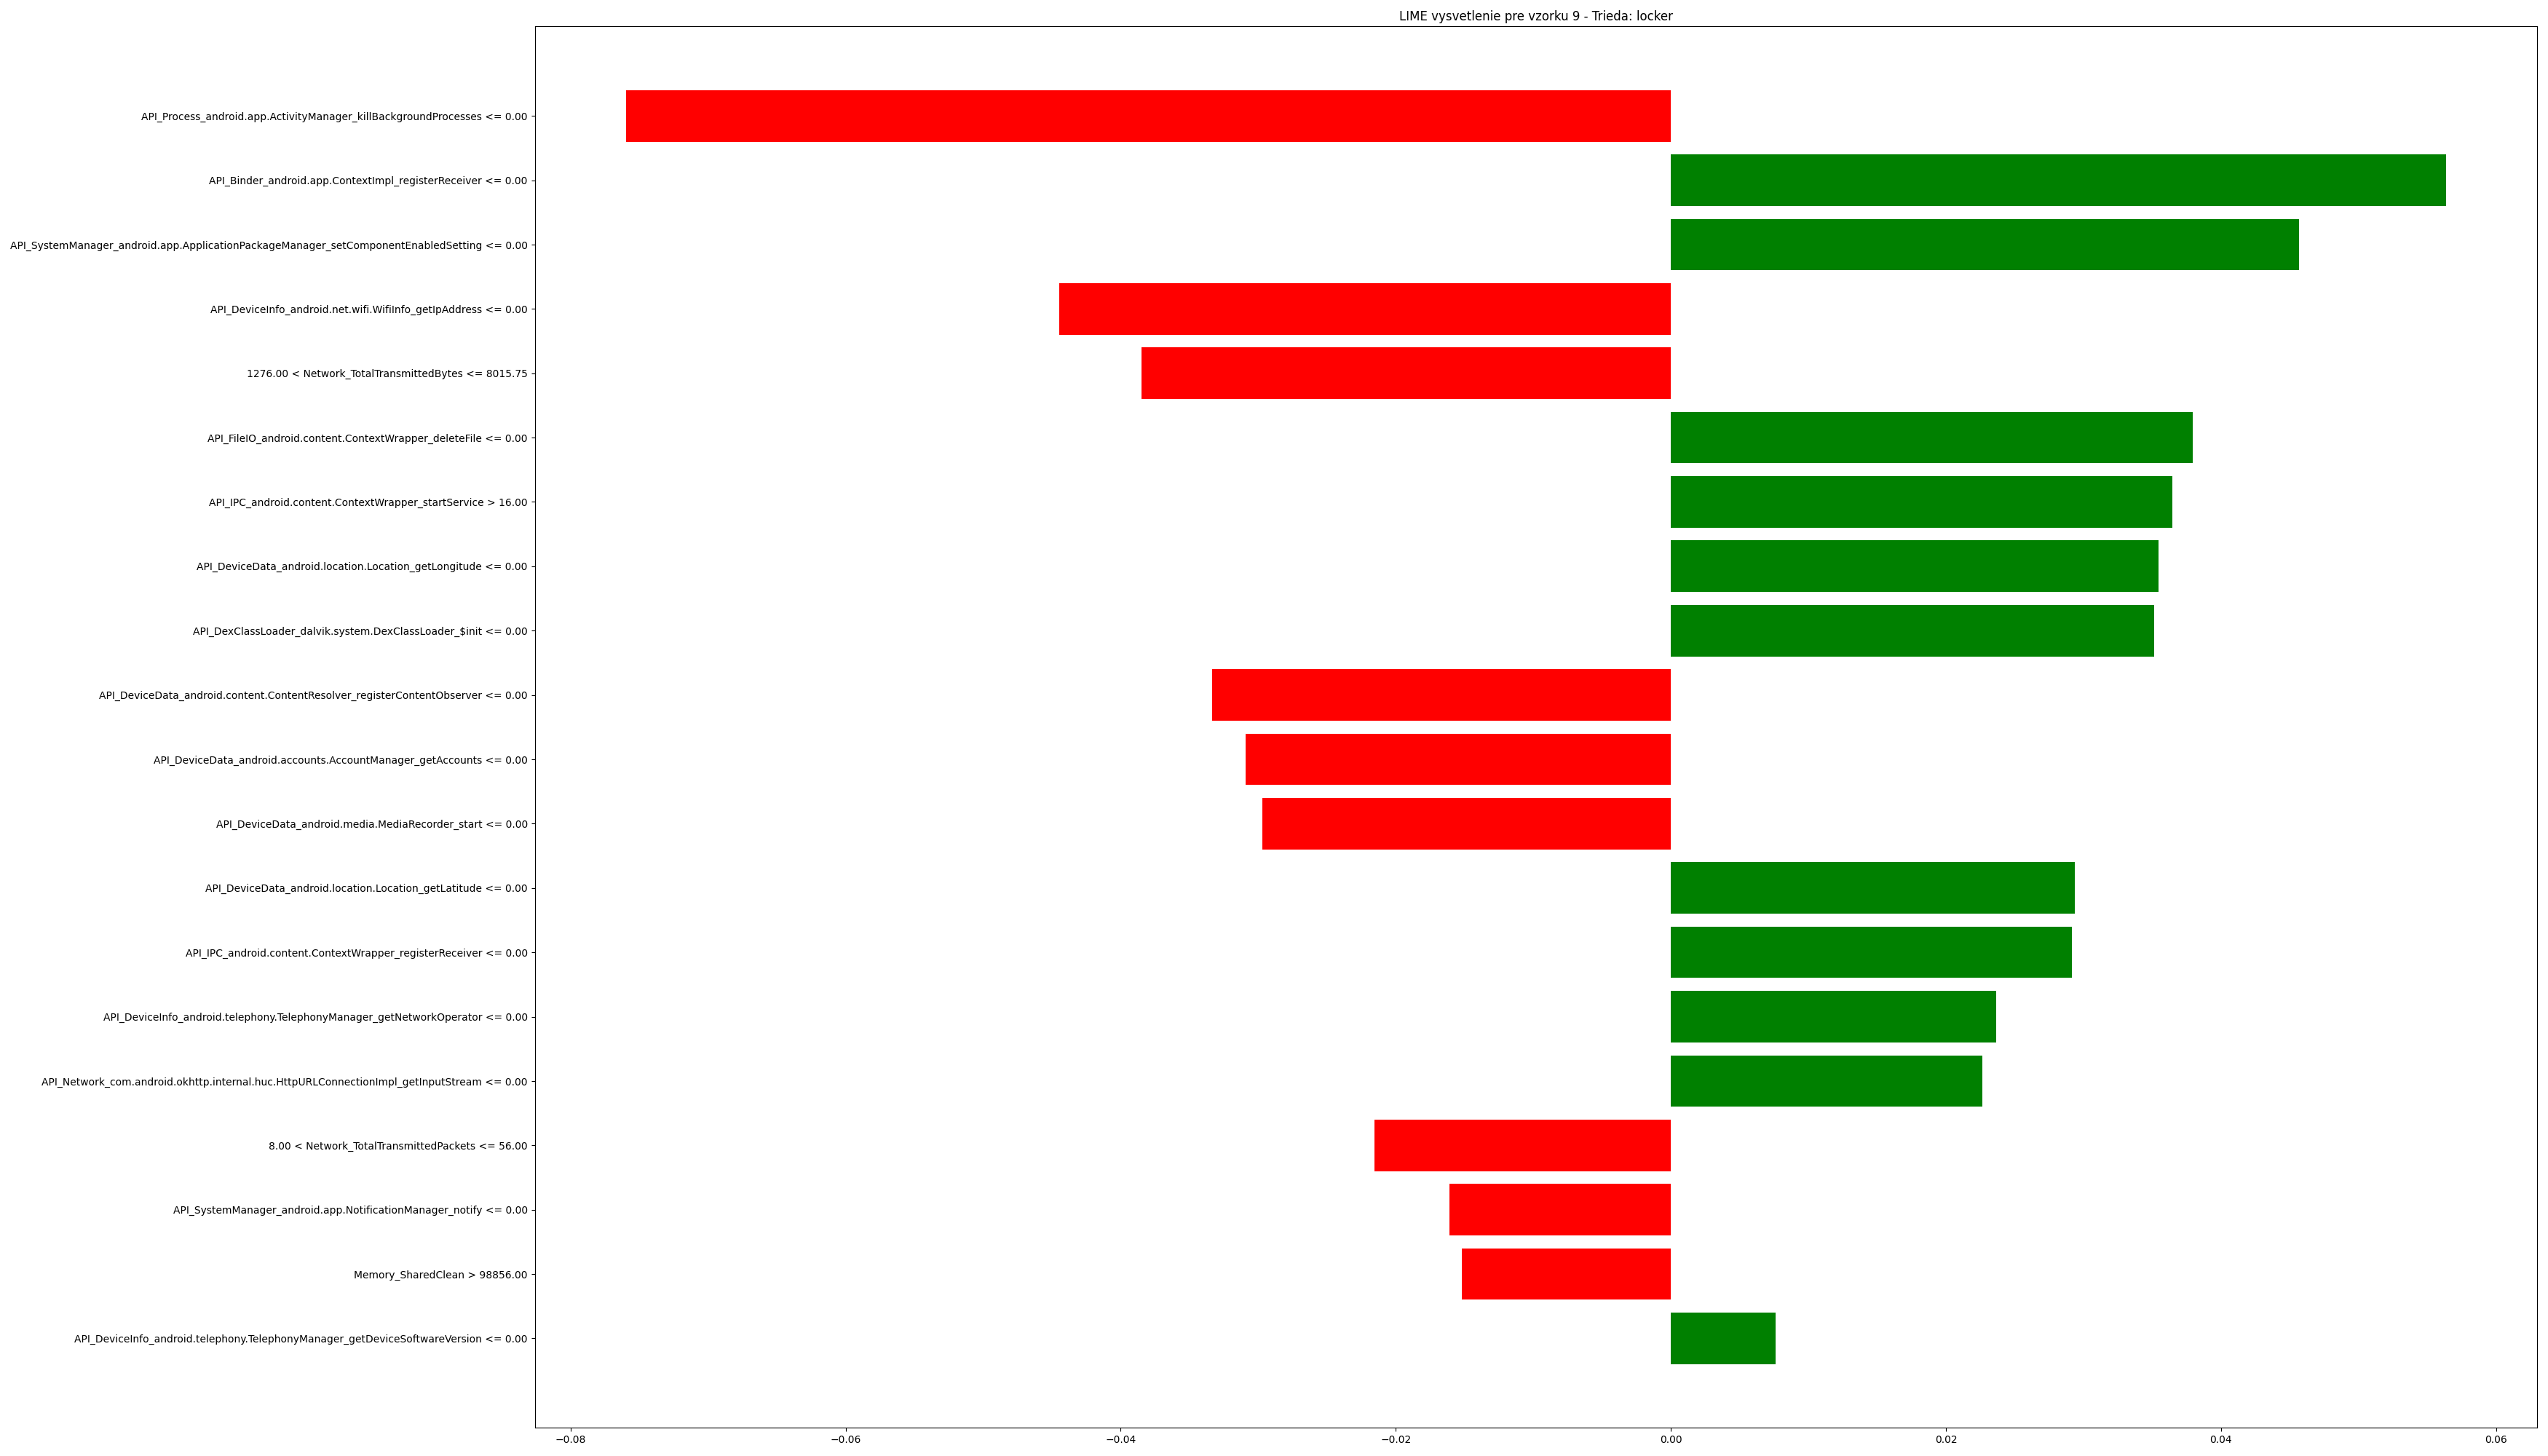 LIME vysvetlenie pre vzorku 9 - Trieda: locker
API_Process_android.app.ActivityManager_killBackgroundProcesses <= 0.00
API_Binder_android.app.ContextImpl_registerReceiver <= 0.00
API_SystemManager_android.app.ApplicationPackageManager_setComponentEnabledSetting <= 0.00
API_DeviceInfo_android.net.wifi.WifiInfo_getIpAddress <= 0.00
1276.00 < Network_TotalTransmittedBytes <= 8015.75
API_FileIO_android.content.ContextWrapper_deleteFile <= 0.00
API_IPC_android.content.ContextWrapper_startService > 16.00
API_DeviceData_android.location.Location_getLongitude <= 0.00
API_DexClassLoader_dalvik.system.DexClassLoader_$init <= 0.00
API_DeviceData_android.content.ContentResolver_registerContentObserver <= 0.00
API_DeviceData_android.accounts.AccountManager_getAccounts <= 0.00
API_DeviceData_android.media.MediaRecorder_start <= 0.00
API_DeviceData_android.location.Location_getLatitude <= 0.00
API_IPC_android.content.ContextWrapper_registerReceiver <= 0.00
API_DeviceInfo_android.telephony.TelephonyManager_getNetworkOperator <= 0.00
API_Network_com.android.okhttp.internal.huc.HttpURLConnectionImpl_getInputStream <= 0.00
8.00 < Network_TotalTransmittedPackets <= 56.00
API_SystemManager_android.app.NotificationManager_notify <= 0.00
Memory_SharedClean > 98856.00
API_DeviceInfo_android.telephony.TelephonyManager_getDeviceSoftwareVersion <= 0.00
−0.08 −0.06 −0.04 −0.02 0.00 0.02 0.04 0.06